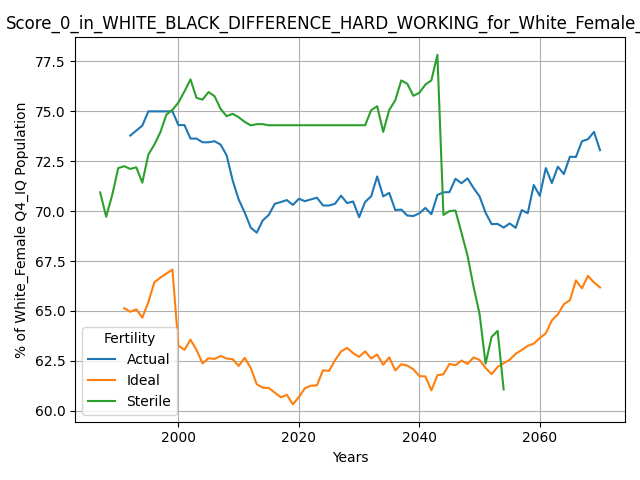 Score_0_in_WHITE_BLACK_DIFFERENCE_HARD_WORKING_for_White_Female_
77.5
75.0
72.5
70.0
67.5
65.0
62.5
60.0
% of White_Female Q4_IQ Population
Fertility
Actual
Ideal
Sterile
2000
2020
2040
2060
Years